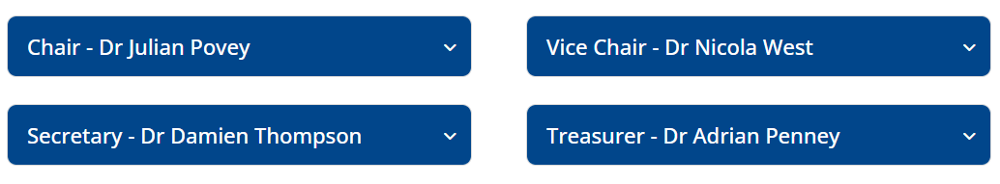 Chair - Dr Julian Povey
Vice Chair - Dr Nicola West
Secretary - Dr Damien Thompson
Treasurer - Dr Adrian Penney